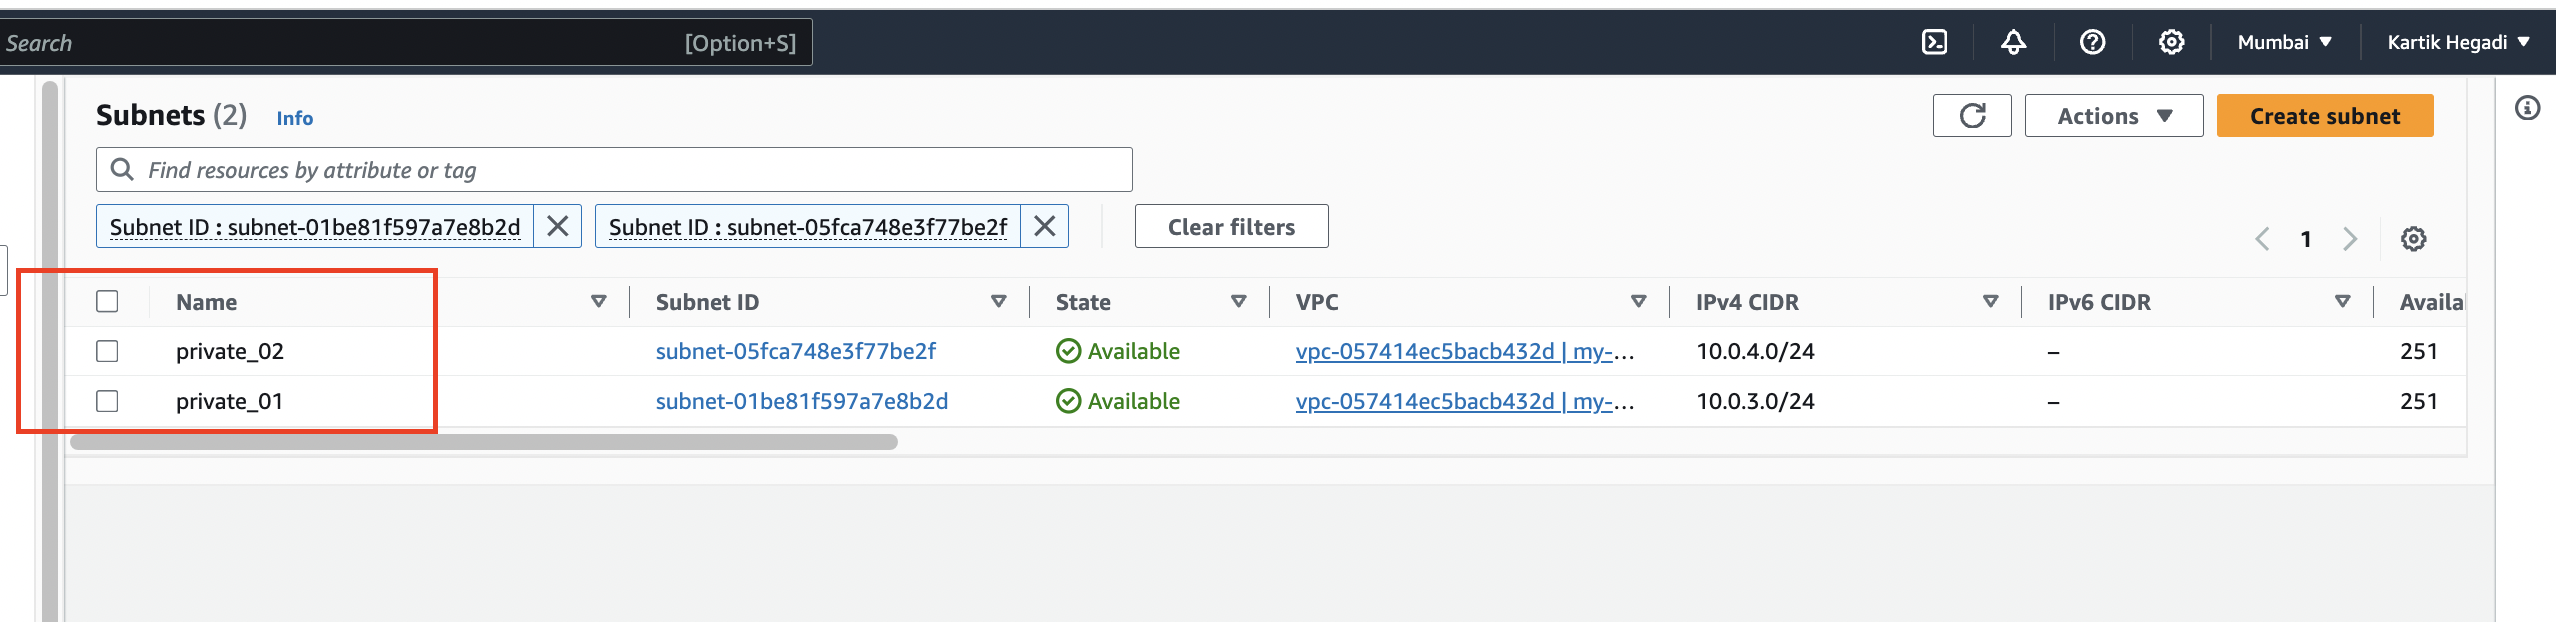 Search [Option+S] Mumbai Kartik Hegadi
Subnets (2) Info Actions Create subnet
Find resources by attribute or tag
Subnet ID : subnet-01be81f597a7e8b2d Subnet ID : subnet-05fca748e3f77be2f Clear filters
1
Name Subnet ID State VPC IPv4 CIDR IPv6 CIDR Availa
private_02 subnet-05fca748e3f77be2f Available vpc-057414ec5bacb432d | my-... 10.0.4.0/24 – 251
private_01 subnet-01be81f597a7e8b2d Available vpc-057414ec5bacb432d | my-... 10.0.3.0/24 – 251